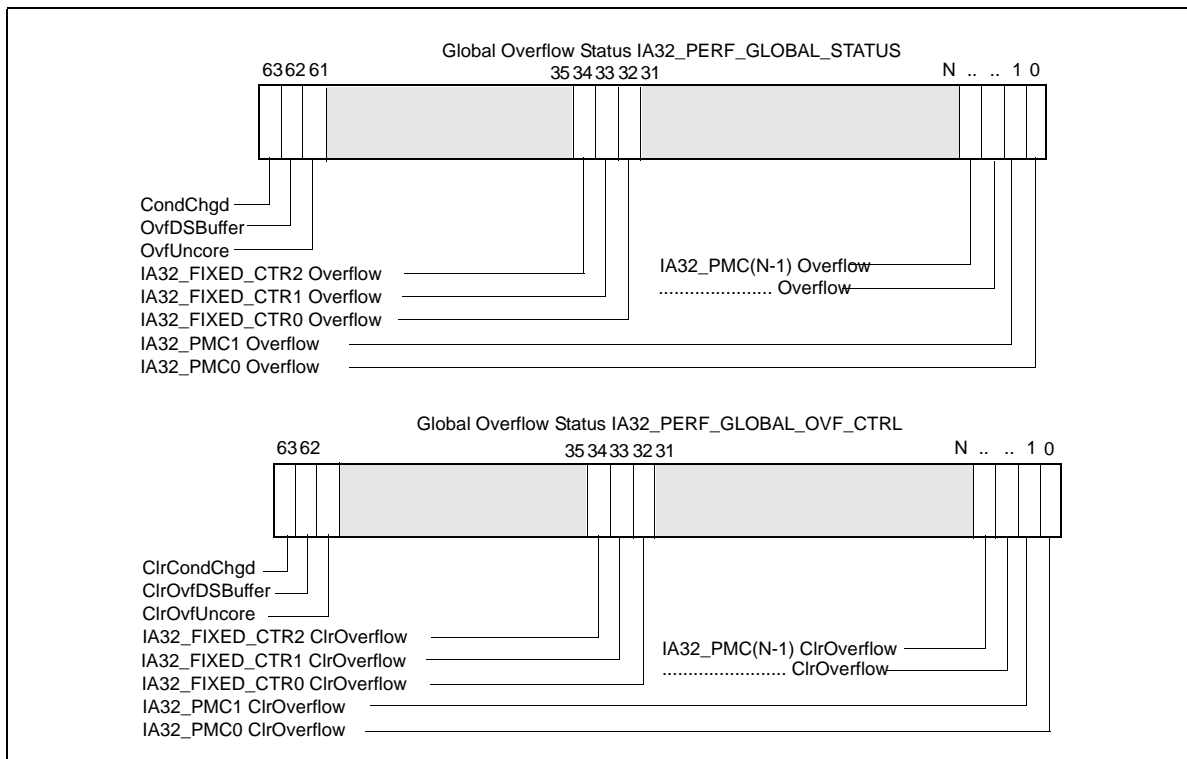 Global Overflow Status IA32_PERF_GLOBAL_STATUS
63 62 61 35 34 33 32 31 N .. .. 1 0
CondChgd
OvfDSBuffer
OvfUncore
IA32_FIXED_CTR2 Overflow
IA32_FIXED_CTR1 Overflow
IA32_FIXED_CTR0 Overflow
IA32_PMC1 Overflow
IA32_PMC0 Overflow
IA32_PMC(N-1) Overflow
...................... Overflow
Global Overflow Status IA32_PERF_GLOBAL_OVF_CTRL
63 62 35 34 33 32 31 N .. .. 1 0
ClrCondChgd
ClrOvfDSBuffer
ClrOvfUncore
IA32_FIXED_CTR2 ClrOverflow
IA32_FIXED_CTR1 ClrOverflow
IA32_FIXED_CTR0 ClrOverflow
IA32_PMC1 ClrOverflow
IA32_PMC0 ClrOverflow
IA32_PMC(N-1) ClrOverflow
........................ ClrOverflow